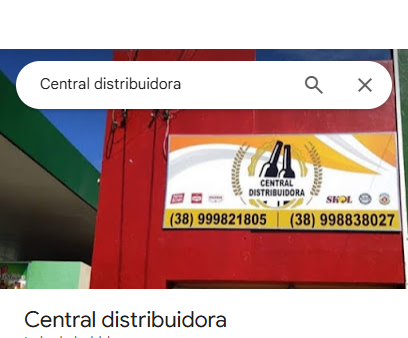 Central distribuidora
CENTRAL
DISTRIBUIDORA
SKOL
(38) 999821805
(38) 998838027
Central distribuidora